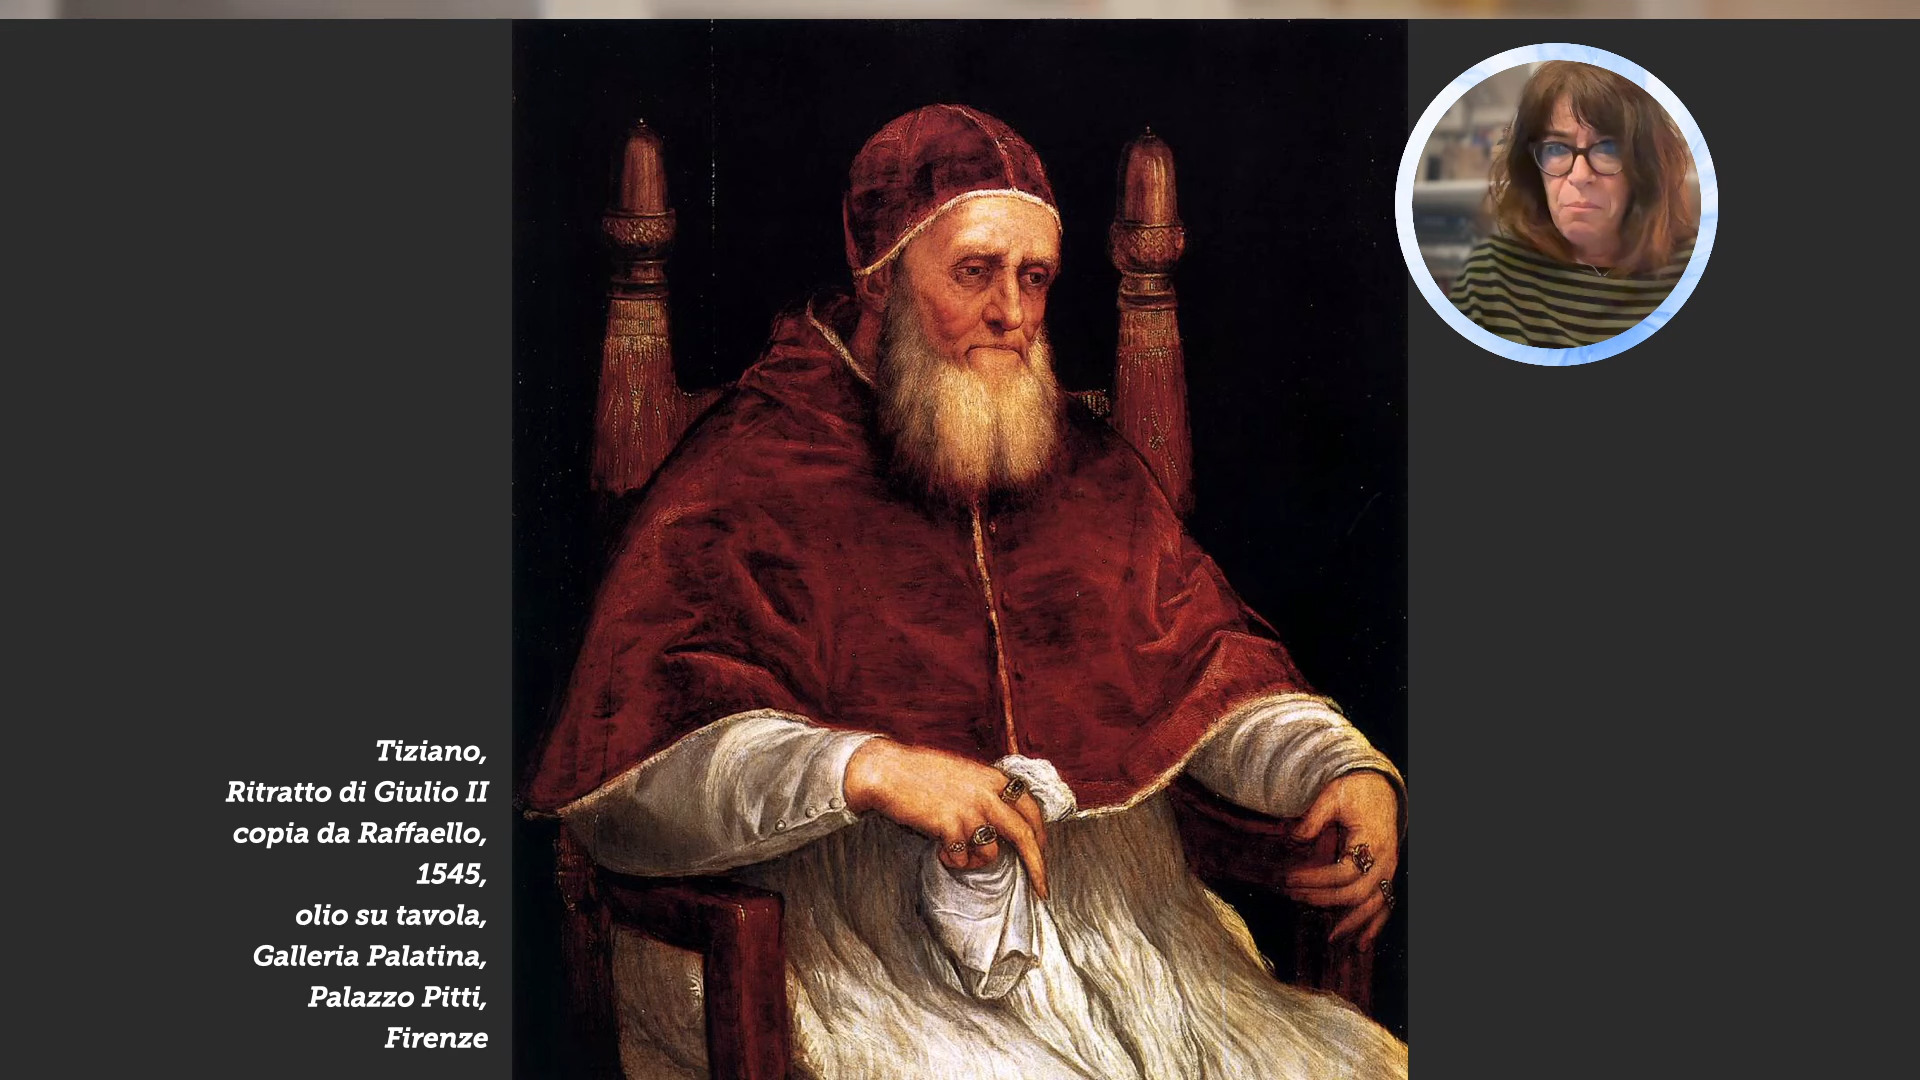 Tiziano,
Ritratto di Giulio II
copia da Raffaello,
1545,
olio su tavola,
Galleria Palatina,
Palazzo Pitti,
Firenze